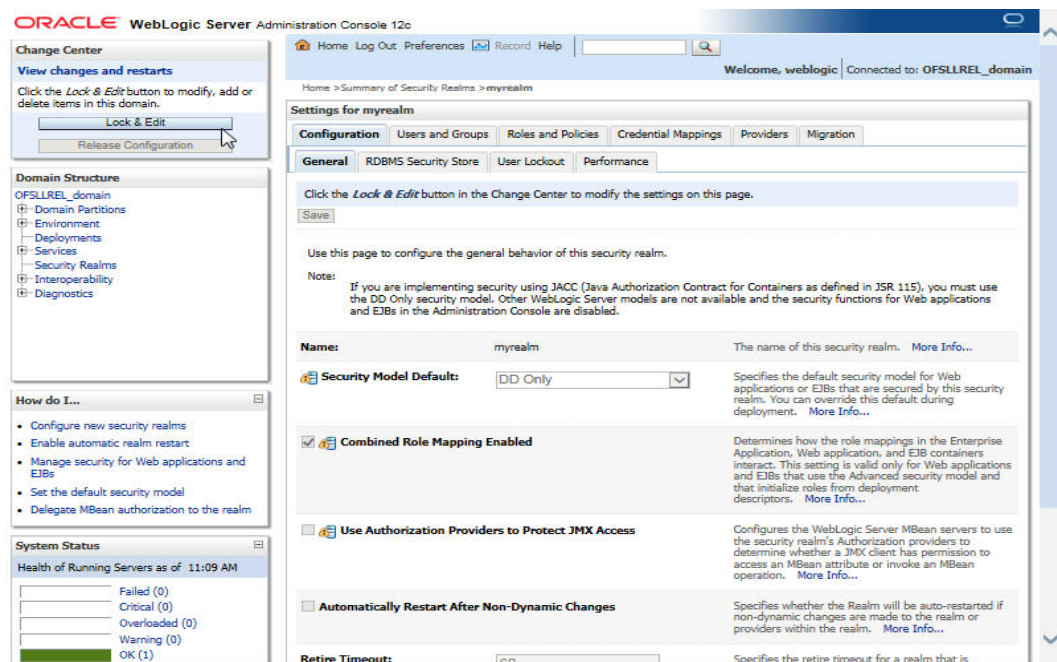 ORACLE WebLogic Server Administration Console 12c
Change Center
View changes and restarts
Click the Lock & Edit button to modify, add or
delete items in this domain.
Lock & Edit
Release Configuration
Domain Structure
OFSLLREL_domain
Domain Partitions
Environment
Deployments
Services
Security Realms
Interoperability
Diagnostics
How do I...
Configure new security realms
Enable automatic realm restart
Manage security for Web applications and
EJBs
Set the default security model
Delegate MBean authorization to the realm
System Status
Health of Running Servers as of 11:09 AM
Failed (0)
Critical (0)
Overloaded (0)
Warning (0)
OK (1)
Home Log Out Preferences Record Help
Welcome, weblogic Connected to: OFSLLREL_domain
Home >Summary of Security Realms >myrealm
Settings for myrealm
Configuration Users and Groups Roles and Policies Credential Mappings Providers Migration
General RDBMS Security Store User Lockout Performance
Click the Lock & Edit button in the Change Center to modify the settings on this page.
Save
Use this page to configure the general behavior of this security realm.
Note:
If you are implementing security using JACC (Java Authorization Contract for Containers as defined in JSR 115), you must use
the DD Only security model. Other WebLogic Server models are not available and the security functions for Web applications
and EJBs in the Administration Console are disabled.
Name: myrealm The name of this security realm. More Info...
Security Model Default: DD Only Specifies the default security model for Web
applications or EJBs that are secured by this security
realm. You can override this default during
deployment. More Info...
Combined Role Mapping Enabled Determines how the role mappings in the Enterprise
Application, Web application, and EJB containers
interact. This setting is valid only for Web applications
and EJBs that use the Advanced security model and
that initialize roles from deployment
descriptors. More Info...
Use Authorization Providers to Protect JMX Access Configures the WebLogic Server MBean servers to use
the security realm's Authorization providers to
determine whether a JMX client has permission to
access an MBean attribute or invoke an MBean
operation. More Info...
Automatically Restart After Non-Dynamic Changes Specifies whether the Realm will be auto-restarted if
non-dynamic changes are made to the realm or
providers within the realm. More Info...
Retire Timeout: Specifies the retire timeout for a realm that is